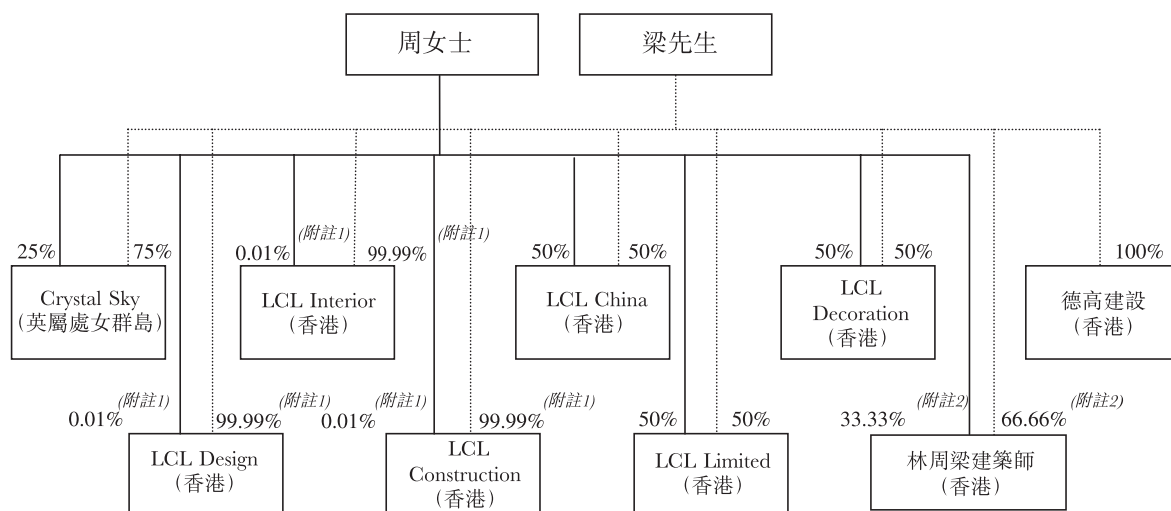 周女士
梁先生
(附註1)
(附註1)
25%
75%
0.01%
99.99%
50%
50%
50%
50%
100%
Crystal Sky
(英屬處女群島)
LCL Interior
(香港)
LCL China
(香港)
LCL
Decoration
(香港)
德高建設
(香港)
(附註1)
(附註1)
(附註1)
(附註1)
(附註2)
(附註2)
0.01%
99.99%
0.01%
99.99%
50%
50%
33.33%
66.66%
LCL Design
(香港)
LCL
Construction
(香港)
LCL Limited
(香港)
林周梁建築師
(香港)